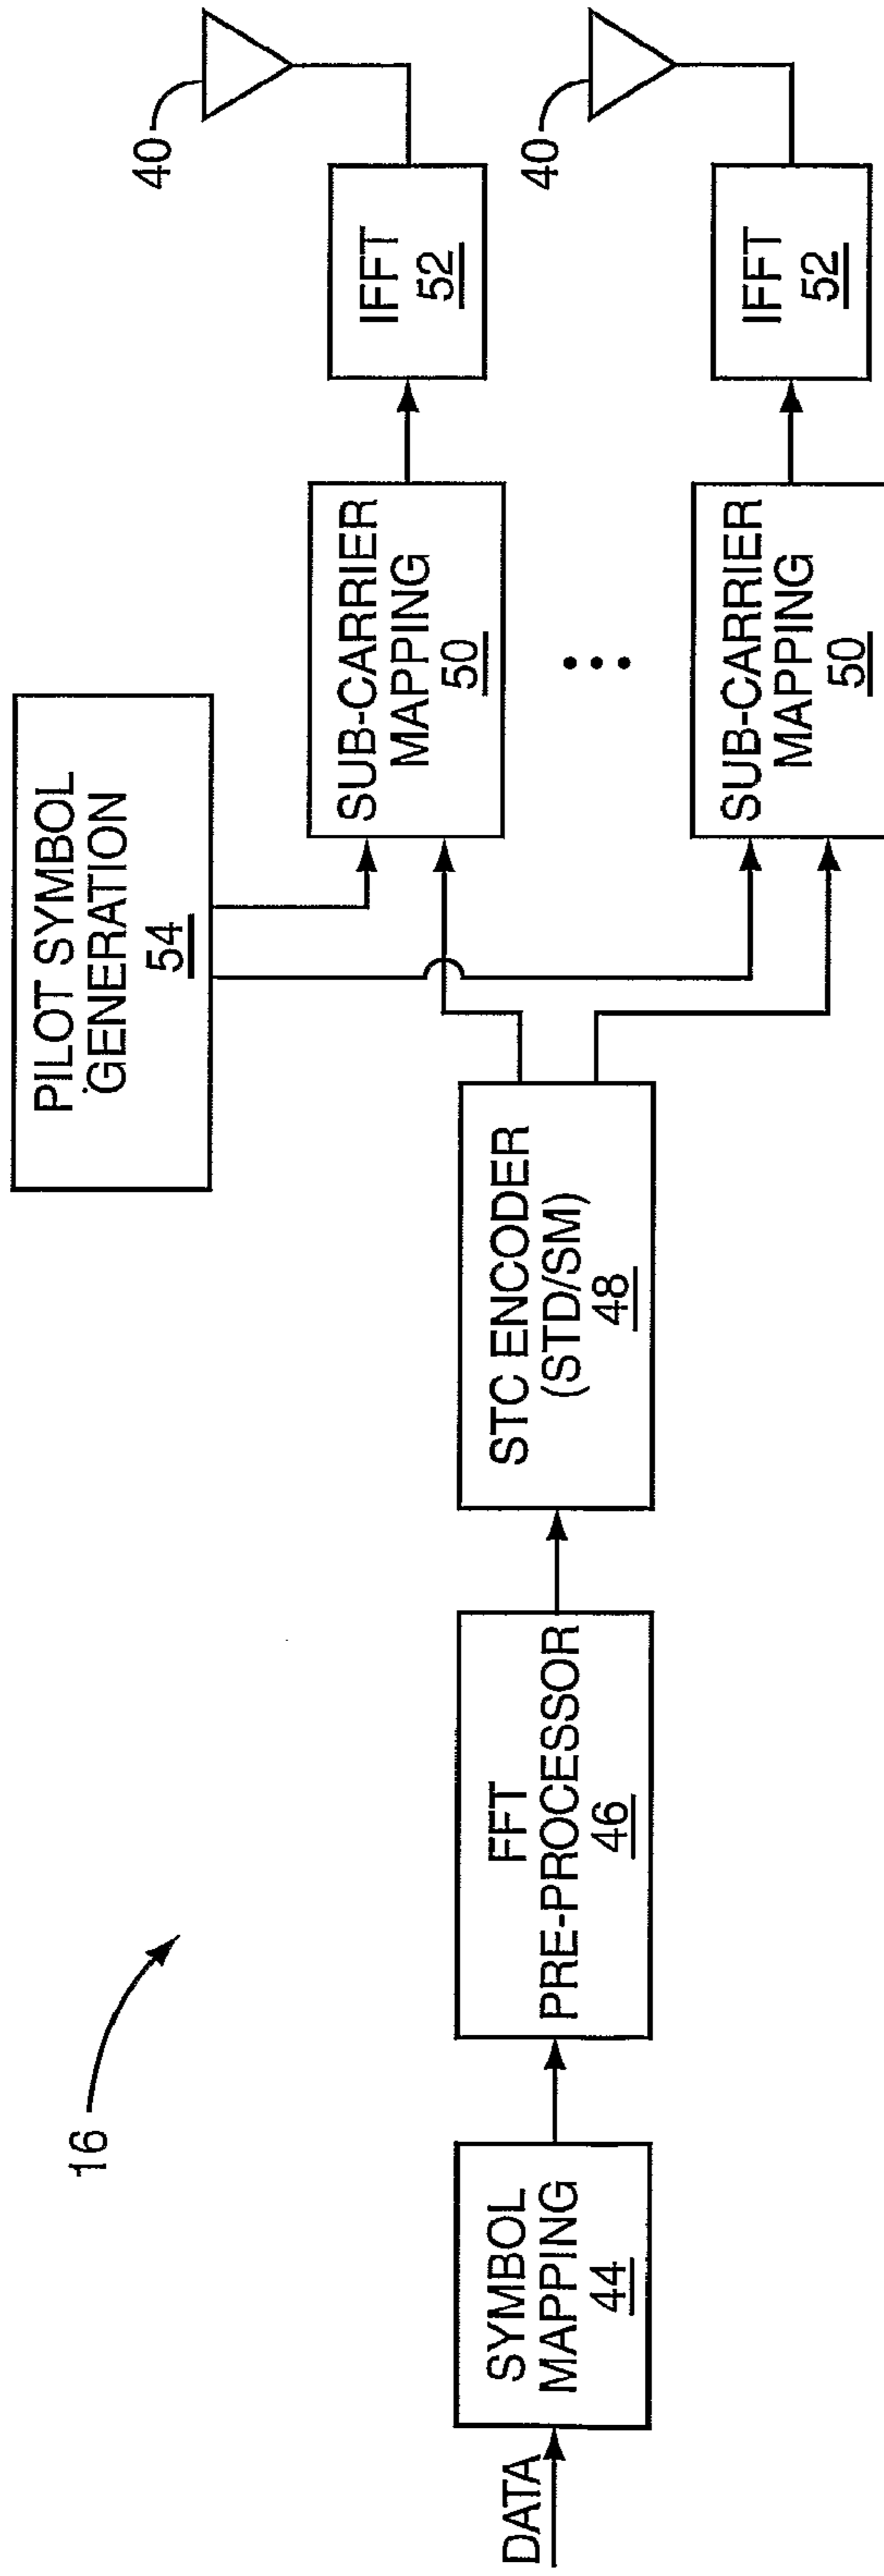 16
DATA
SYMBOL
MAPPING
44
FFT
PRE-PROCESSOR
46
STC ENCODER
(STD/SM)
48
PILOT SYMBOL
GENERATION
54
SUB-CARRIER
MAPPING
50
IFFT
52
40
SUB-CARRIER
MAPPING
50
IFFT
52
40